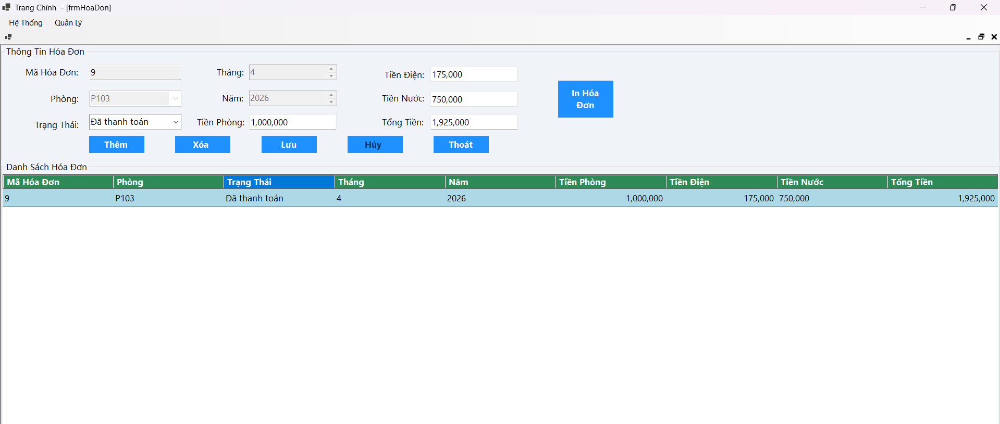 Trang Chính - [frmHoaDon]
Hệ Thống Quản Lý
Thông Tin Hóa Đơn
Mã Hóa Đơn: 9 Tháng: 4 Tiền Điện: 175,000
Phòng: P103 Năm: 2026 Tiền Nước: 750,000
In Hóa
Đơn
Trạng Thái: Đã thanh toán Tiền Phòng: 1,000,000 Tổng Tiền: 1,925,000
Thêm Xóa Lưu Hủy Thoát
Danh Sách Hóa Đơn
Mã Hóa Đơn Phòng Trạng Thái Tháng Năm Tiền Phòng Tiền Điện Tiền Nước Tổng Tiền
9 P103 Đã thanh toán 4 2026 1,000,000 175,000 750,000 1,925,000